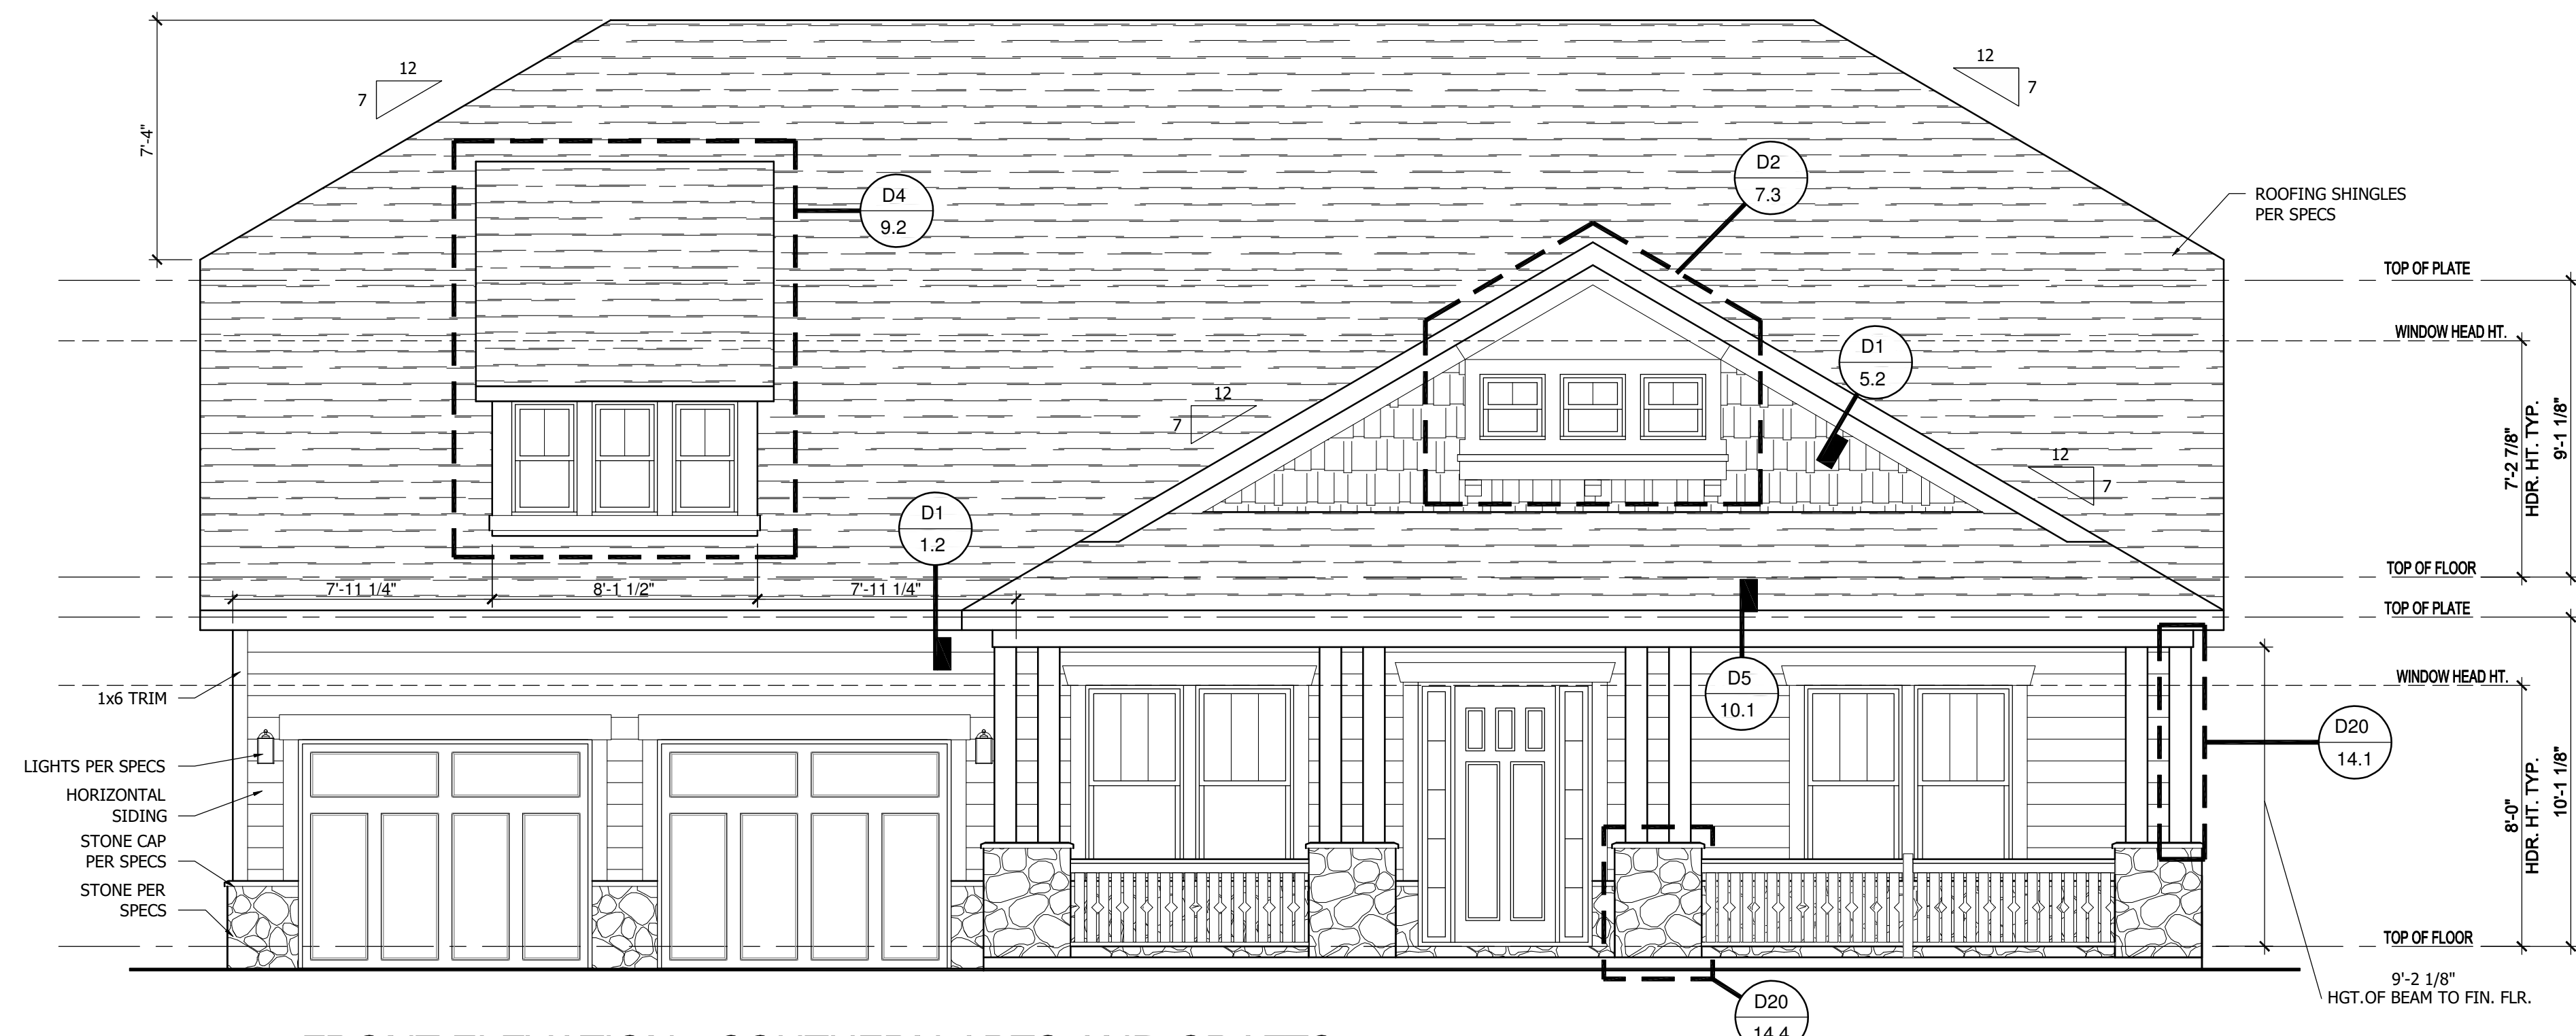 12
7
12
7
7'-4"
D2
7.3
D4
9.2
ROOFING SHINGLES
PER SPECS
TOP OF PLATE
WINDOW HEAD HT.
D1
5.2
12
7
12
7
7'-2 7/8"
HDR. HT. TYP.
9'-1 1/8"
D1
1.2
TOP OF FLOOR
7'-11 1/4"
8'-1 1/2"
7'-11 1/4"
TOP OF PLATE
WINDOW HEAD HT.
D5
10.1
1x6 TRIM
D20
14.1
LIGHTS PER SPECS
HORIZONTAL
SIDING
STONE CAP
PER SPECS
STONE PER
SPECS
8'-0"
HDR. HT. TYP.
10'-1 1/8"
TOP OF FLOOR
9'-2 1/8"
HGT.OF BEAM TO FIN. FLR.
D20
14.4